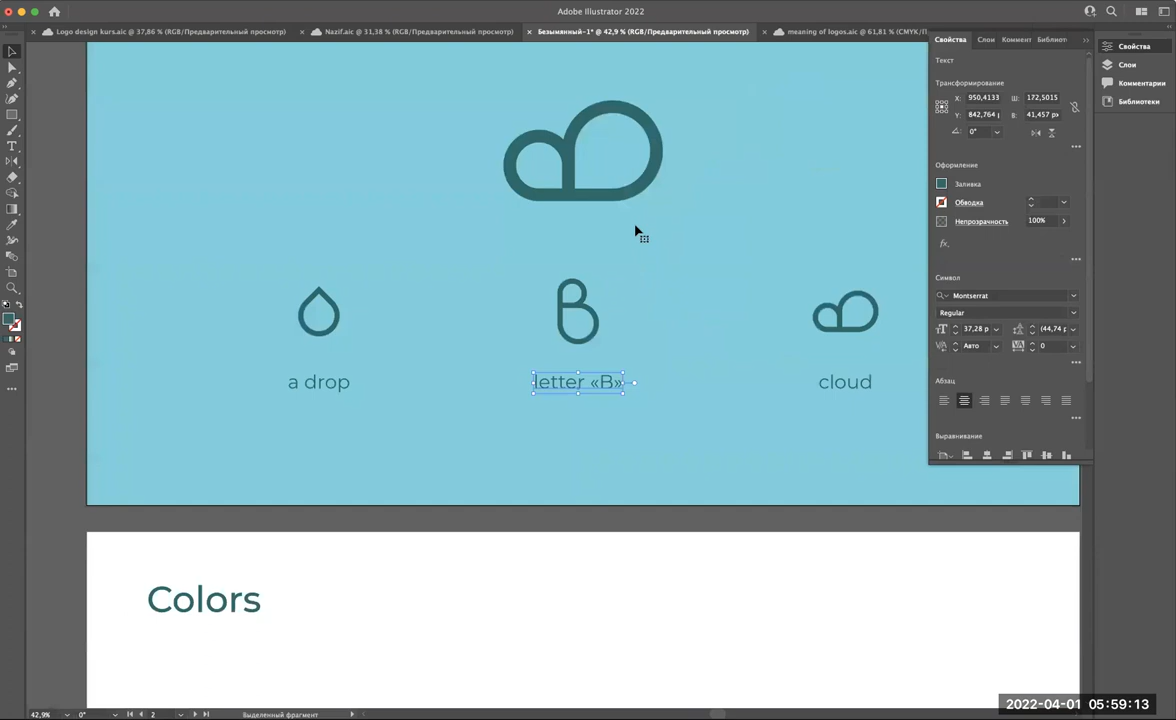 Adobe Illustrator 2022
Logo design kurs.aic @ 37,86 % (RGB/Предварительный просмотр)
Nazif.aic @ 31,38 % (RGB/Предварительный просмотр)
Безымянный-1* @ 42,9 % (RGB/Предварительный просмотр)
meaning of logos.aic @ 61,81 % (CMYK/П
Свойства
Слои
Коммент
Библиот
Свойства
Слои
Комментарии
Библиотеки
Текст
Трансформирование
X: 950,4133
Ш: 172,5015
Y: 842,764
В: 41,457 px
0°
Оформление
Заливка
Обводка
Непрозрачность
100%
fx.
Символ
Montserrat
Regular
37,28 p
(44,74 p
Авто
0
Абзац
Выравнивание
a drop
letter «B»
cloud
Colors
42,9%
0°
2
Выделенный фрагмент
2022-04-01 05:59:13